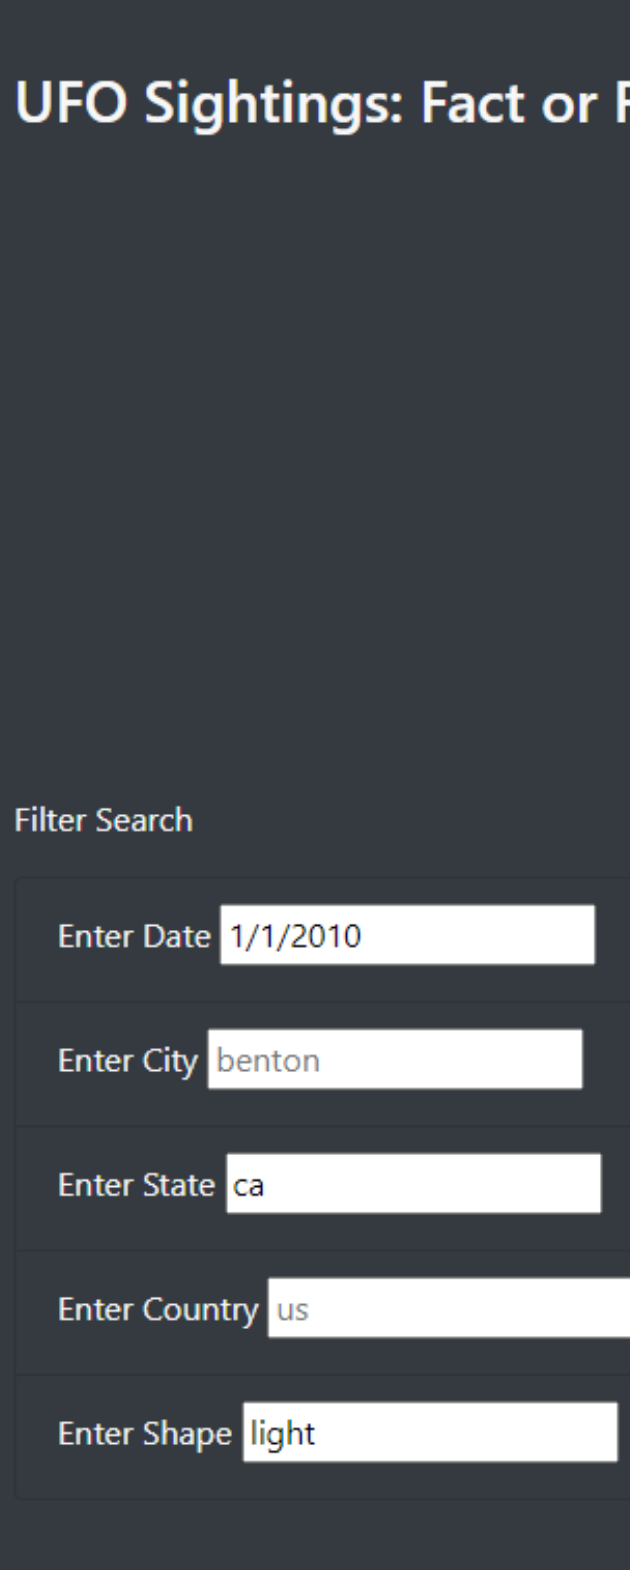 UFO Sightings: Fact or
Filter Search
Enter Date 1/1/2010
Enter City benton
Enter State ca
Enter Country us
Enter Shape light